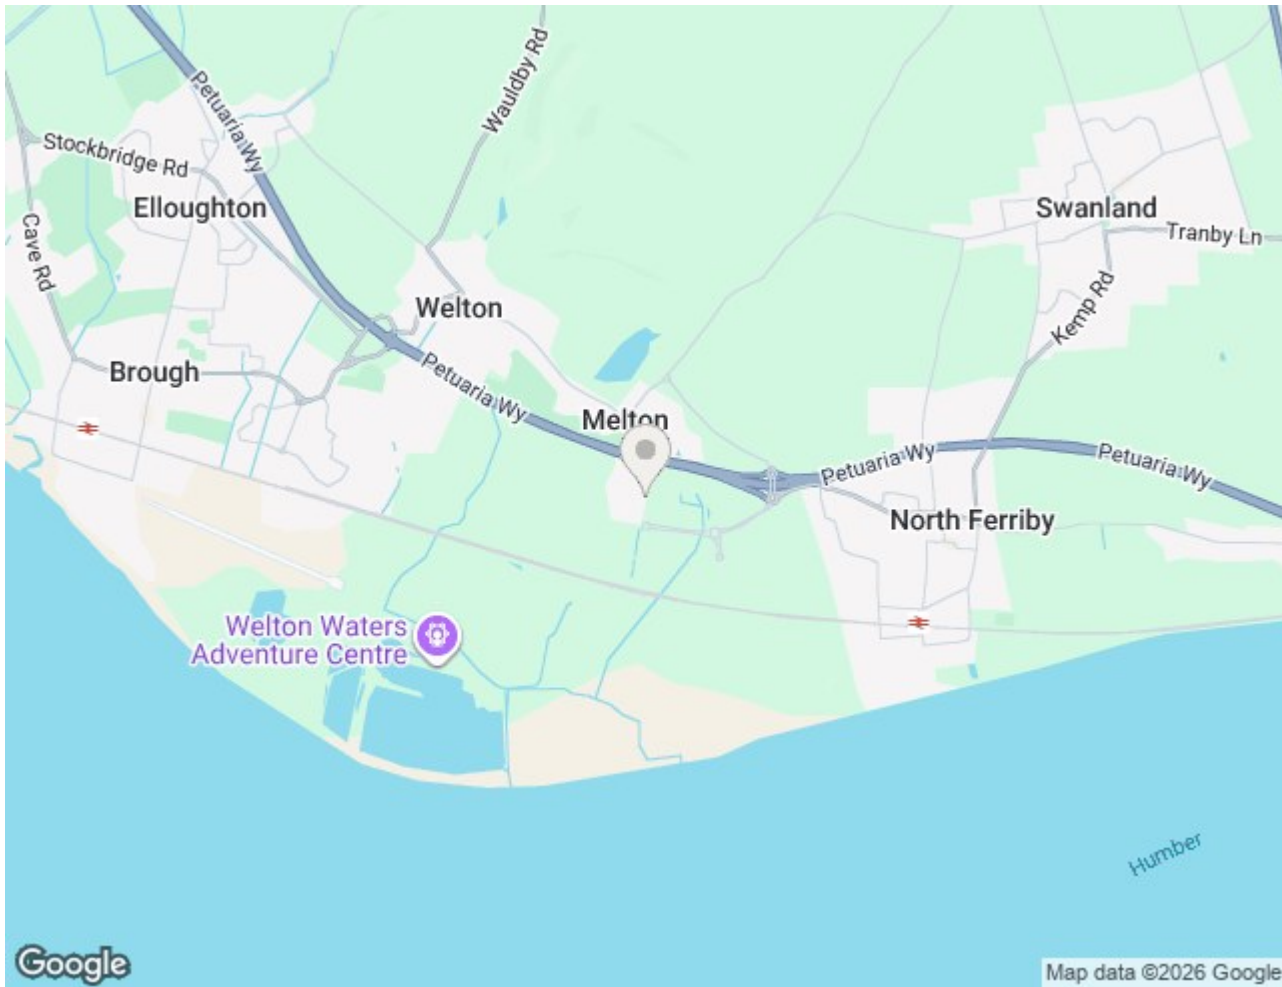 Petuaria Wy
Wauldby Rd
Stockbridge Rd
Elloughton
Swanland
Tranby Ln
Cave Rd
Welton
Kemp Rd
Brough
Petuaria Wy
Melton
Petuaria Wy
Petuaria Wy
North Ferriby
Welton Waters
Adventure Centre
Humber
Google
Map data ©2026 Google